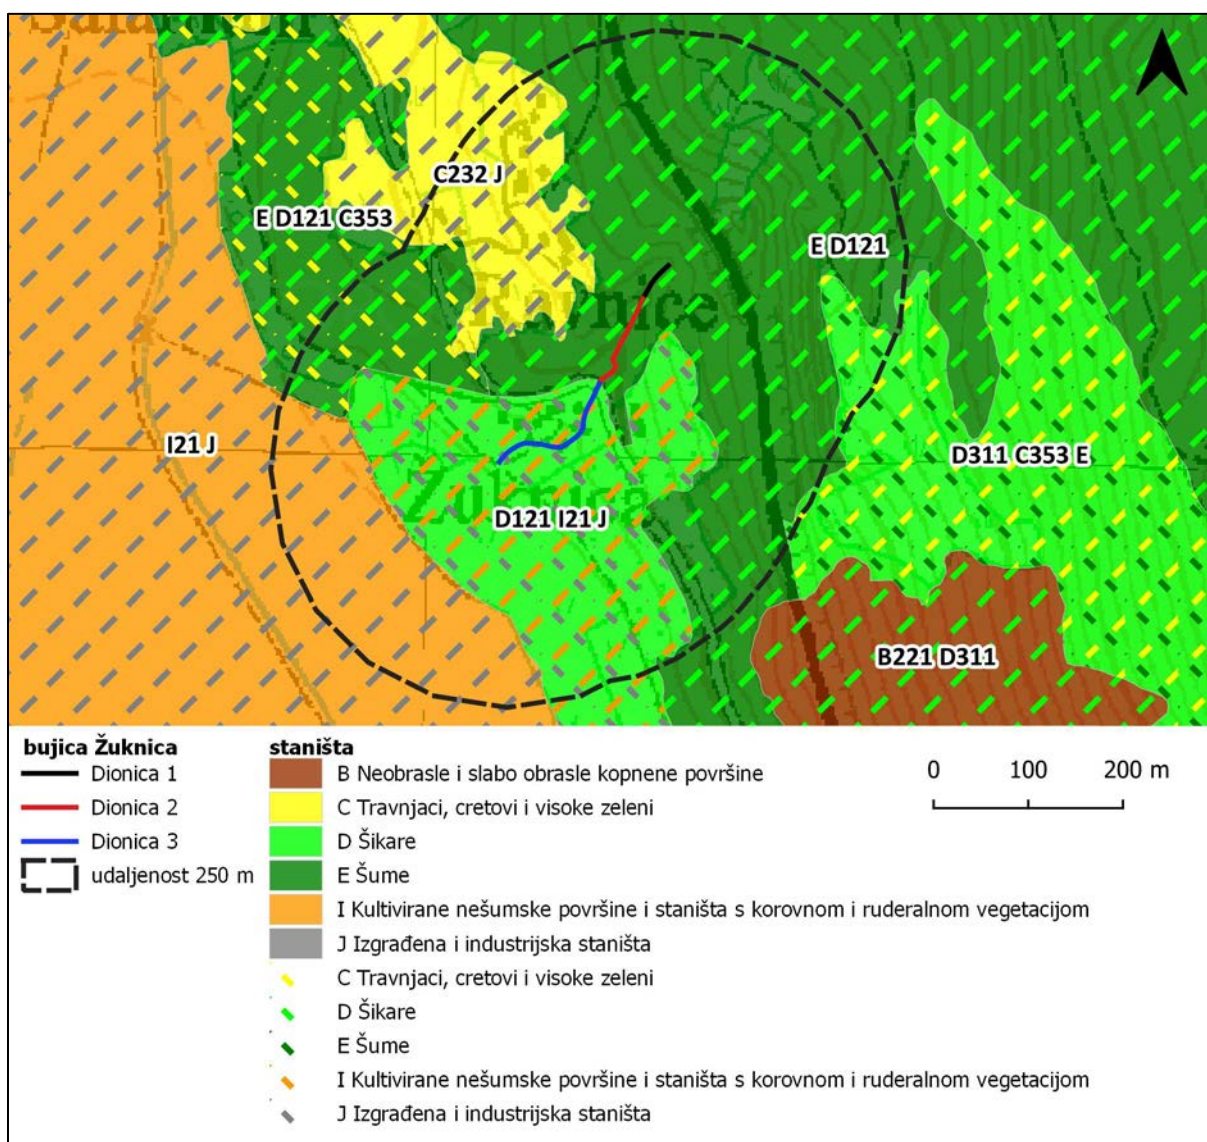 C232 J
E D121 C353
E D121
I21 J
D311 C353 E
D121 I21 J
B221 D311
bujica Žuknica
Dionica 1
Dionica 2
Dionica 3
udaljenost 250 m
staništa
B Neobrasle i slabo obrasle kopnene površine
C Travnjaci, cretovi i visoke zeleni
D Šikare
E Šume
I Kultivirane nešumske površine i staništa s korovnom i ruderalnom vegetacijom
J Izgrađena i industrijska staništa
C Travnjaci, cretovi i visoke zeleni
D Šikare
E Šume
I Kultivirane nešumske površine i staništa s korovnom i ruderalnom vegetacijom
J Izgrađena i industrijska staništa
0 100 200 m